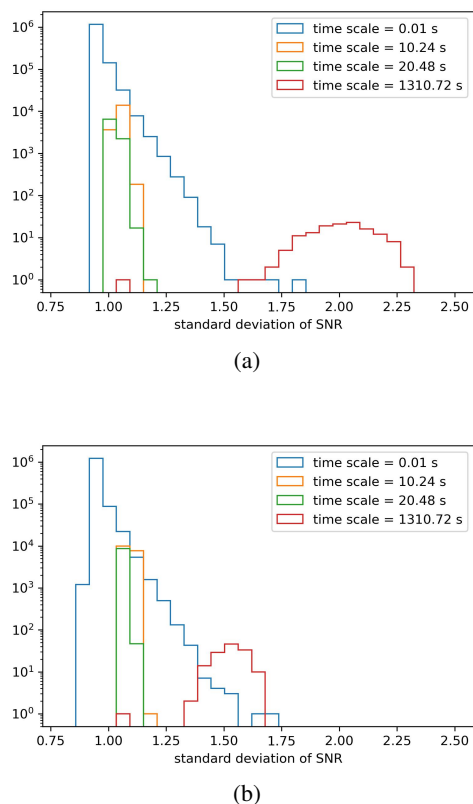 time scale = 0.01 s
time scale = 10.24 s
time scale = 20.48 s
time scale = 1310.72 s
10⁶
10⁵
10⁴
10³
10²
10¹
10⁰
0.75 1.00 1.25 1.50 1.75 2.00 2.25 2.50
standard deviation of SNR
(a)
time scale = 0.01 s
time scale = 10.24 s
time scale = 20.48 s
time scale = 1310.72 s
10⁶
10⁵
10⁴
10³
10²
10¹
10⁰
0.75 1.00 1.25 1.50 1.75 2.00 2.25 2.50
standard deviation of SNR
(b)